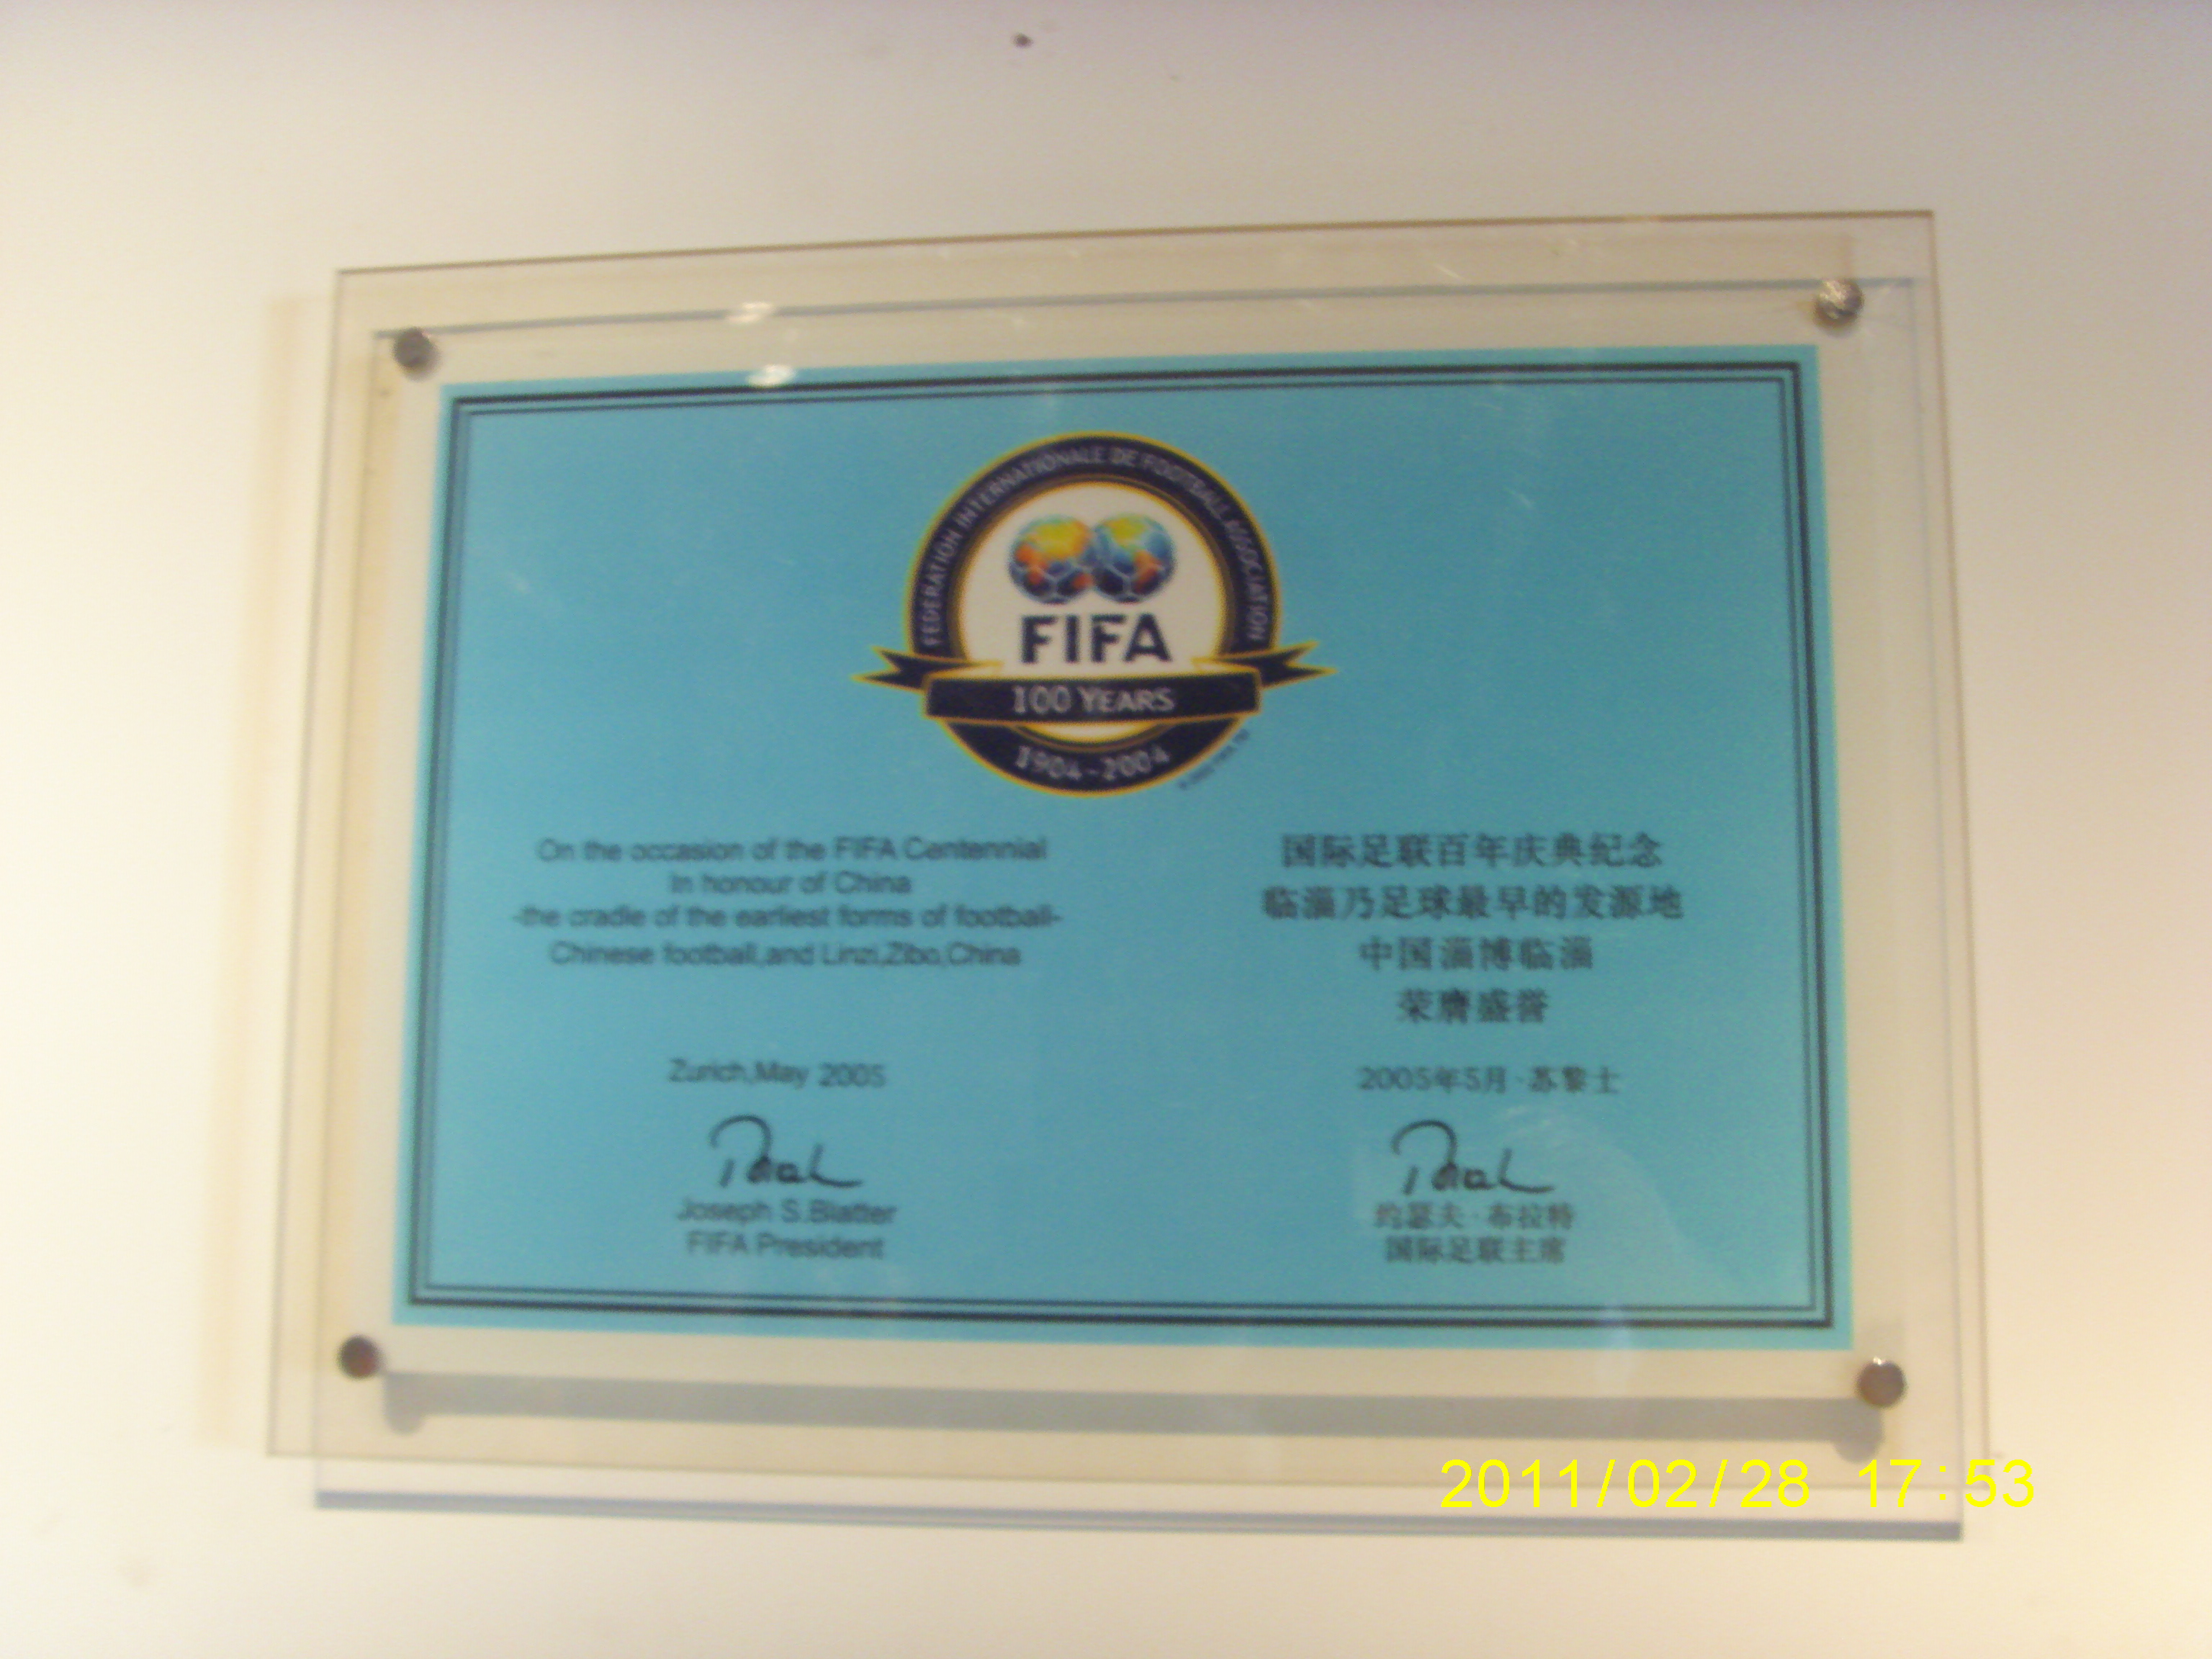 FEDERATION INTERNATIONALE DE FOOTBALL ASSOCIATION
FIFA
100 YEARS
1904-2004
On the occasion of the FIFA Centennial
In honour of China
-the cradle of the earliest forms of football-
Chinese football,and Linzi,Zibo,China
Zurich,May 2005
Joseph S.Blatter
FIFA President
国际足联百年庆典纪念
临淄乃足球最早的发源地
中国淄博临淄
荣膺盛誉
2005年5月·苏黎士
约瑟夫·布拉特
国际足联主席
2011/02/28 17:53